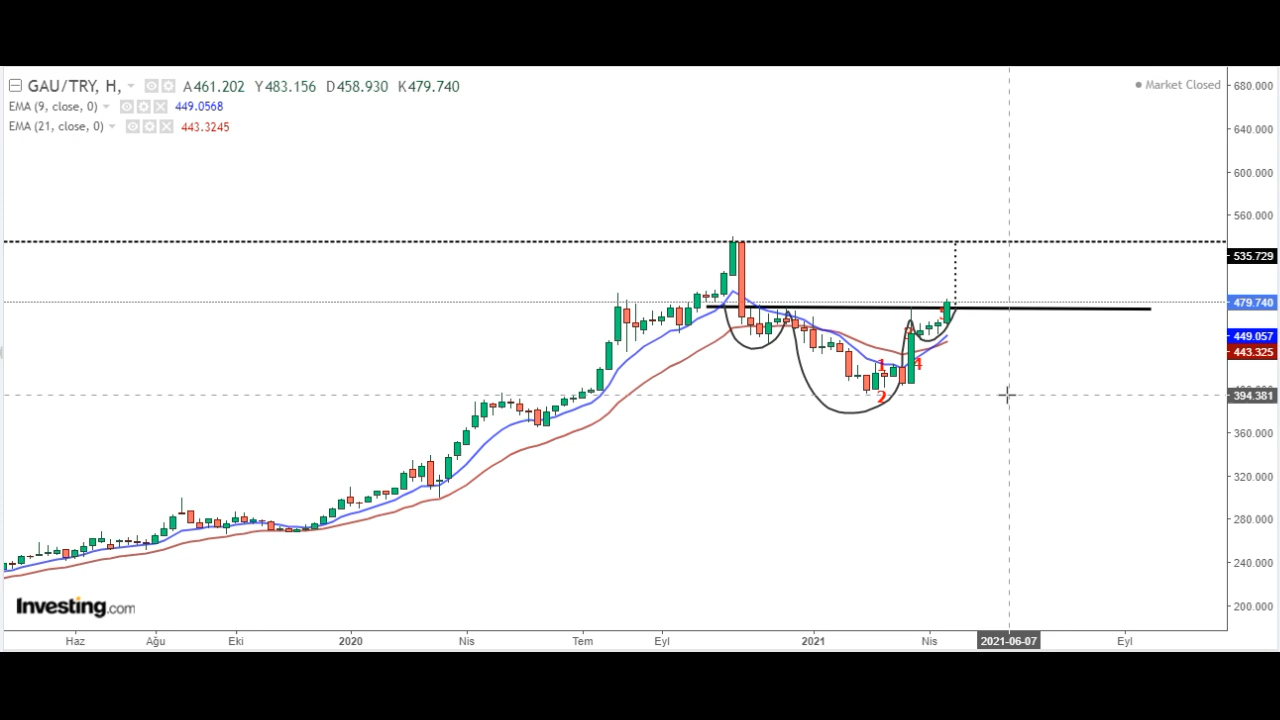 GAU/TRY, H, A461.202 Y483.156 D458.930 K479.740
Market Closed
EMA (9, close, 0) 449.0568
EMA (21, close, 0) 443.3245
680.000
640.000
600.000
560.000
535.729
479.740
449.057
443.325
394.381
360.000
320.000
280.000
240.000
200.000
1
2
4
Investing.com
Haz Ağu Eki 2020 Nis Tem Eyl 2021 Nis 2021-06-07 Eyl